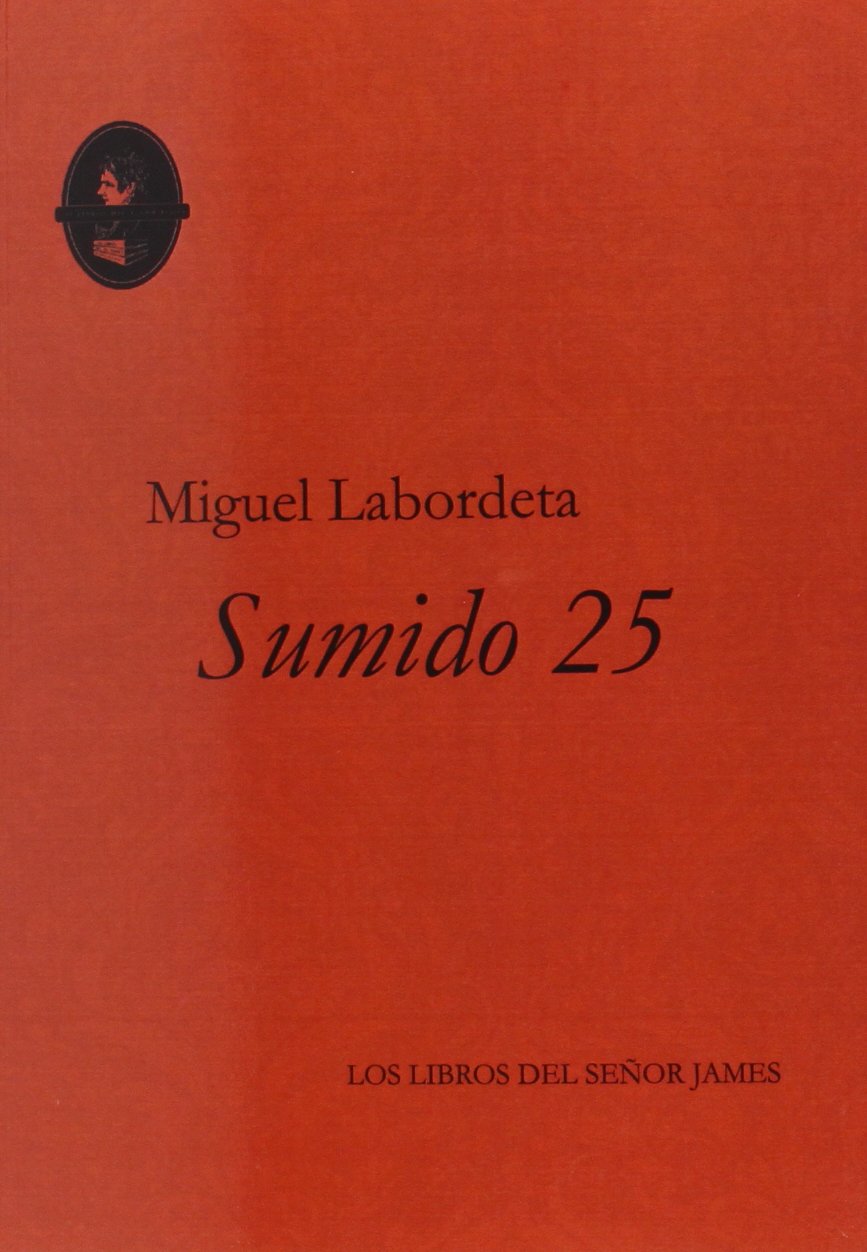 Miguel Labordeta
Sumido 25
LOS LIBROS DEL SEÑOR JAMES